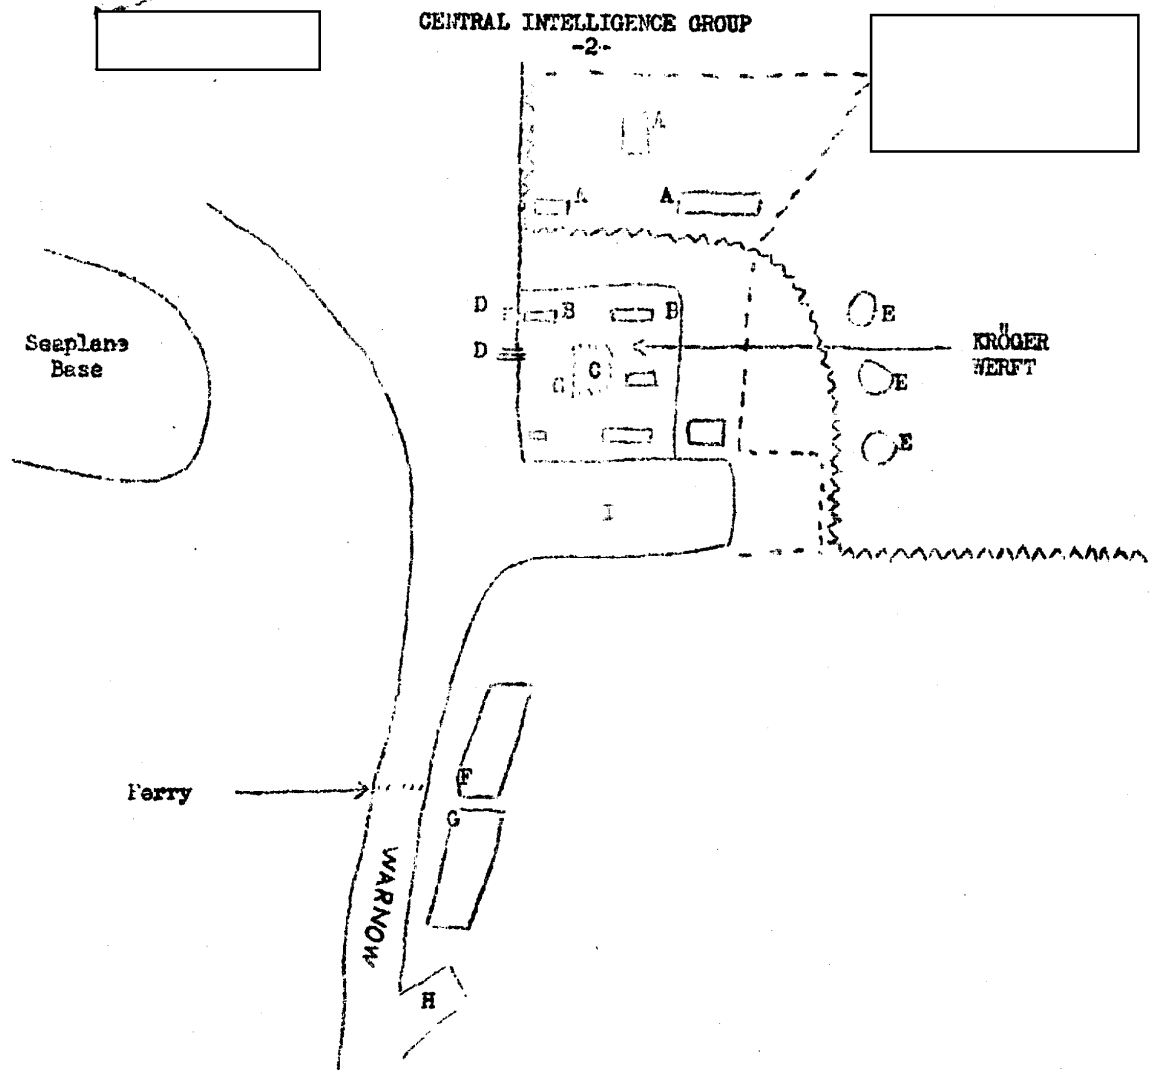 CENTRAL INTELLIGENCE GROUP
-2-
A
A
A
D
B
B
E
Seaplane
Base
D
KRÖGER
WERFT
C
G
E
E
I
Ferry
F
G
WARNOW
H